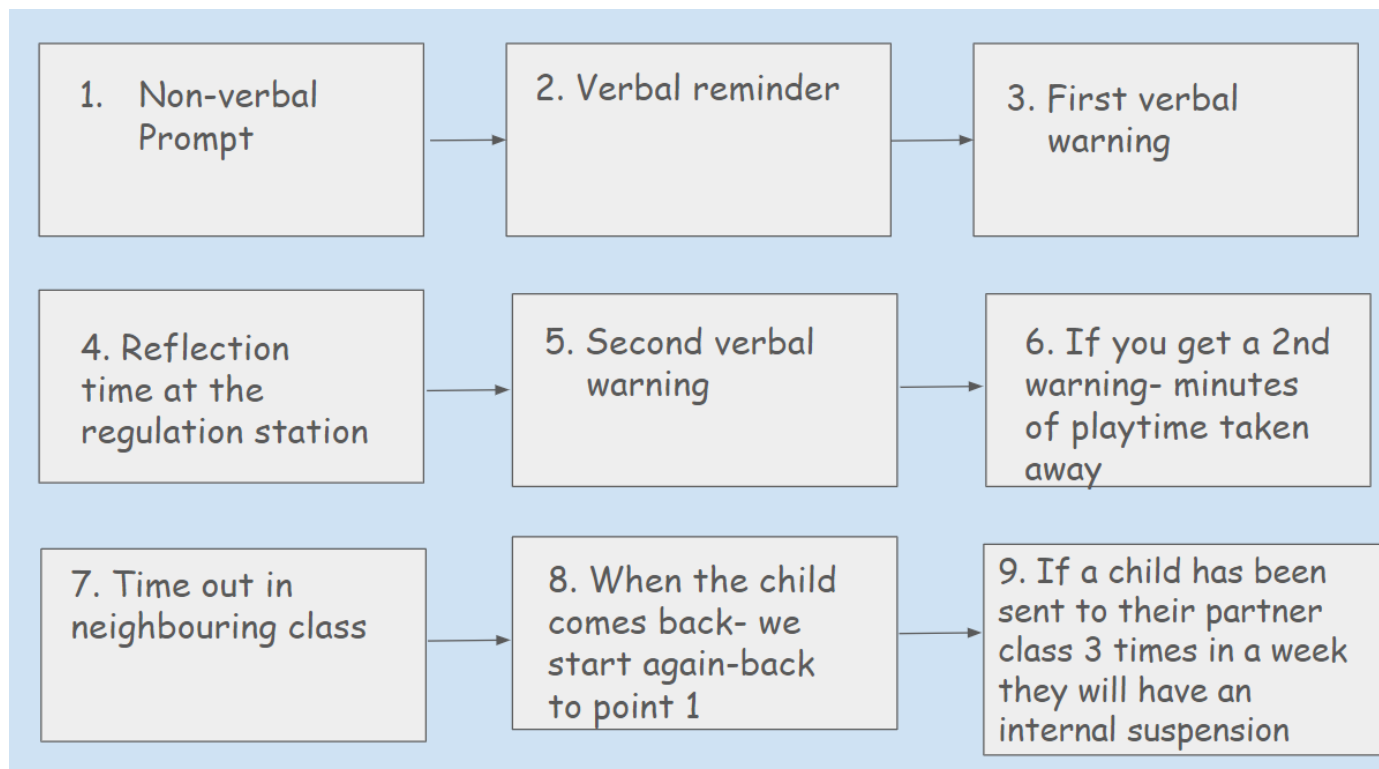 1. Non-verbal
Prompt
2. Verbal reminder
3. First verbal
warning
4. Reflection
time at the
regulation station
5. Second verbal
warning
6. If you get a 2nd
warning- minutes
of playtime taken
away
7. Time out in
neighbouring class
8. When the child
comes back- we
start again-back
to point 1
9. If a child has been
sent to their partner
class 3 times in a week
they will have an
internal suspension